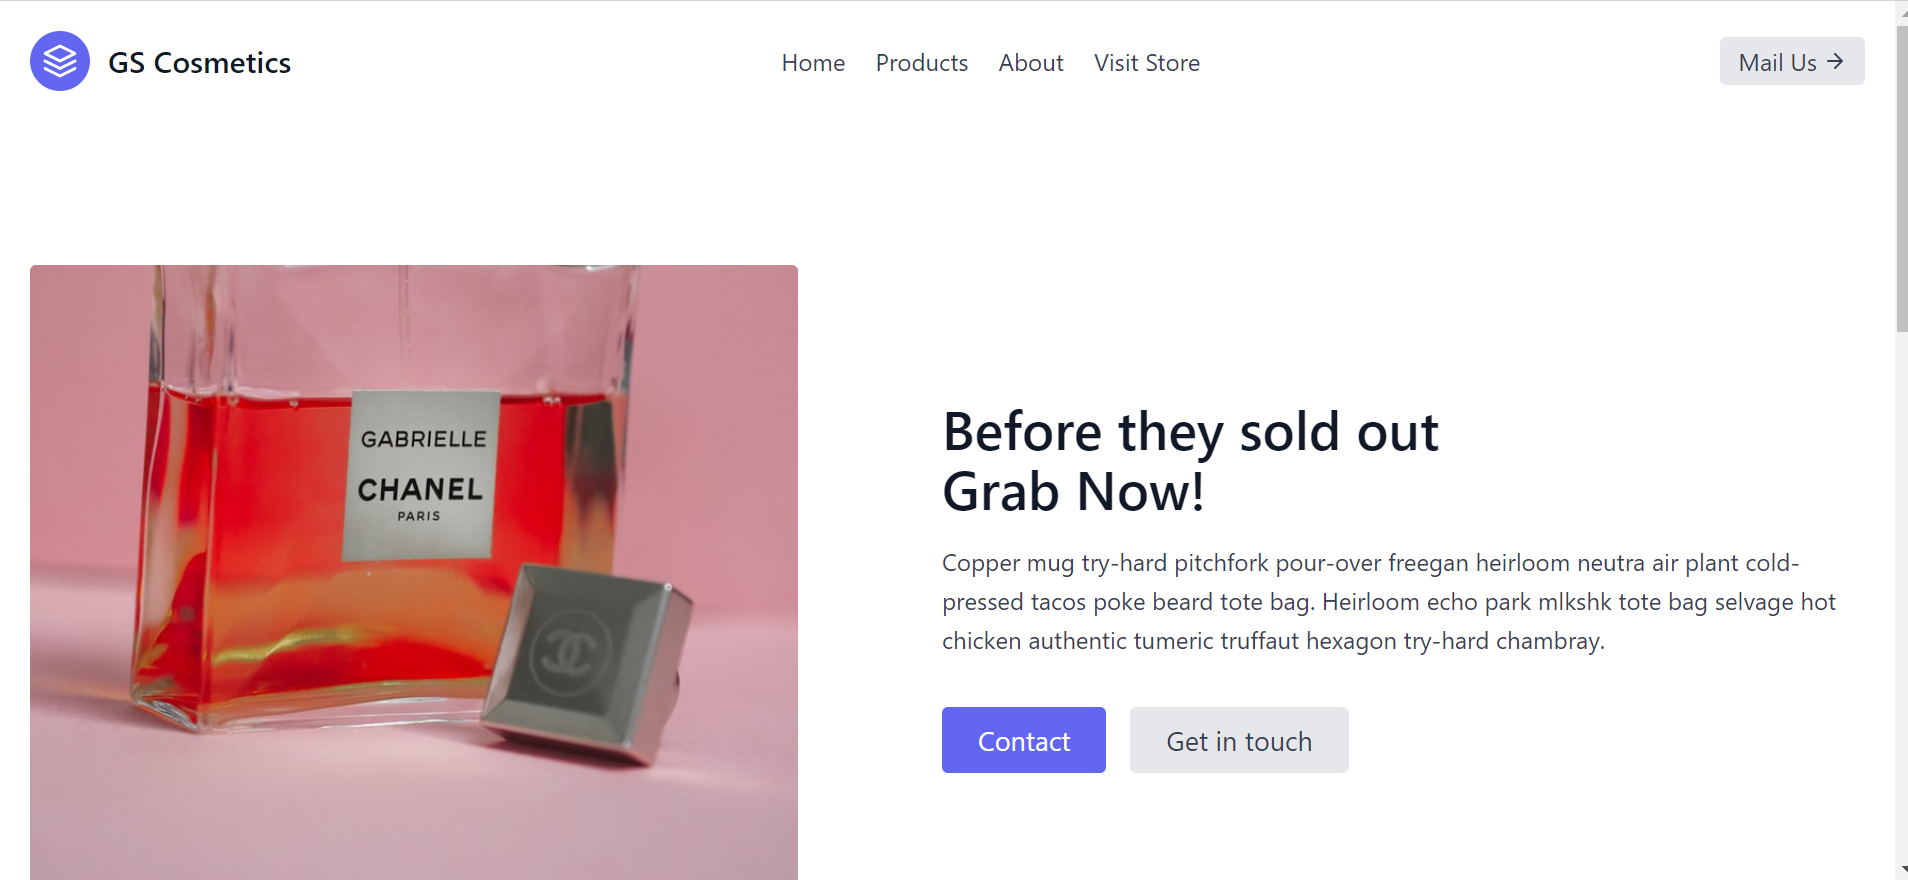 GS Cosmetics
Home Products About Visit Store
Mail Us →
GABRIELLE
CHANEL
PARIS
Before they sold out
Grab Now!
Copper mug try-hard pitchfork pour-over freegan heirloom neutra air plant cold-
pressed tacos poke beard tote bag. Heirloom echo park mlkshk tote bag selvage hot
chicken authentic tumeric truffaut hexagon try-hard chambray.
Contact
Get in touch